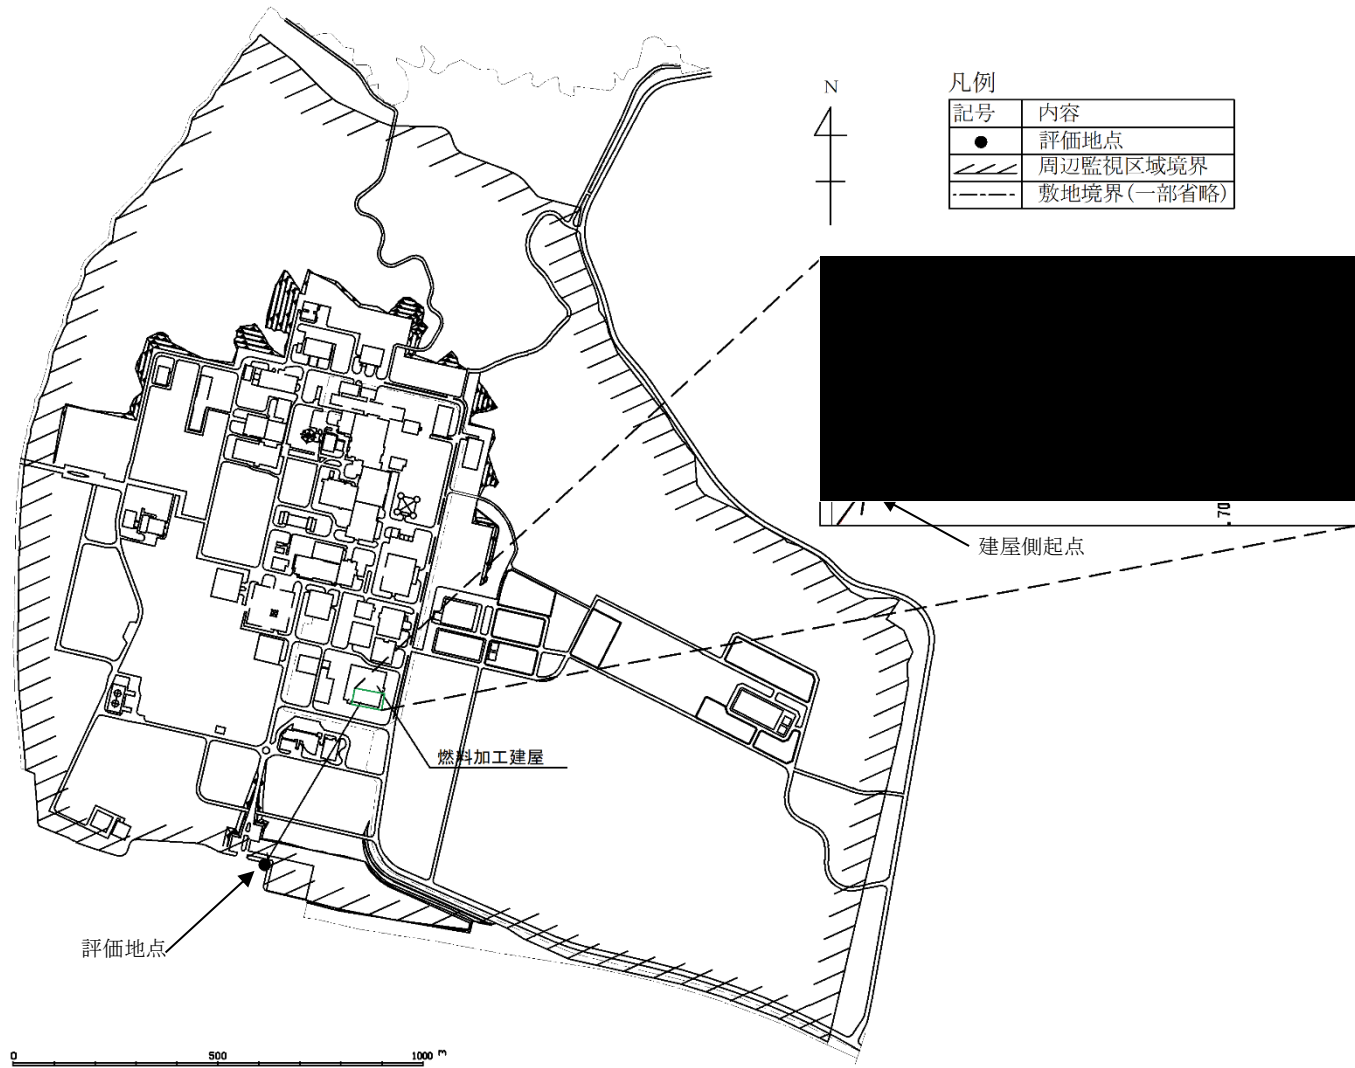 N
凡例
記号 内容
評価地点
周辺監視区域境界
敷地境界(一部省略)
70
建屋側起点
燃料加工建屋
評価地点
0 500 1000 m